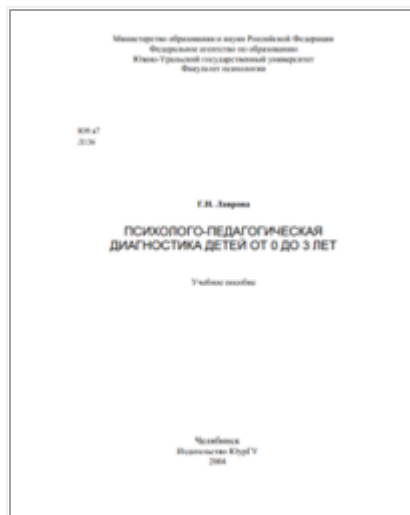 Министерство образования и науки Российской Федерации
Федеральное агентство по образованию
Южно-Уральский государственный университет
Факультет психологии
Г.Н. Лаврова
ПСИХОЛОГО-ПЕДАГОГИЧЕСКАЯ
ДИАГНОСТИКА ДЕТЕЙ ОТ 0 ДО 3 ЛЕТ
Учебное пособие
Челябинск
Издательство ЮУрГУ
2004